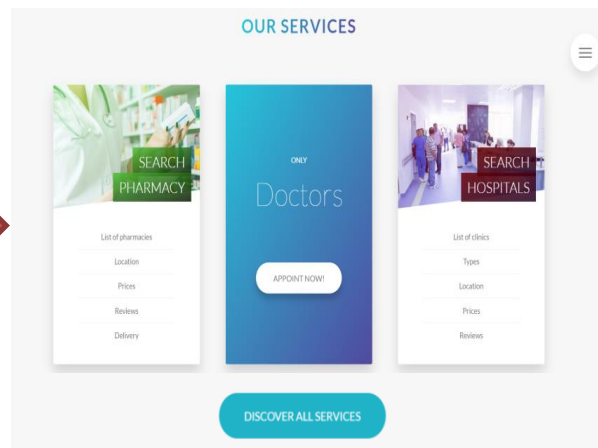 OUR SERVICES
SEARCH
PHARMACY
List of pharmacies
Location
Prices
Reviews
Delivery
ONLY
Doctors
APPOINT NOW!
SEARCH
HOSPITALS
List of clinics
Types
Location
Prices
Reviews
DISCOVER ALL SERVICES